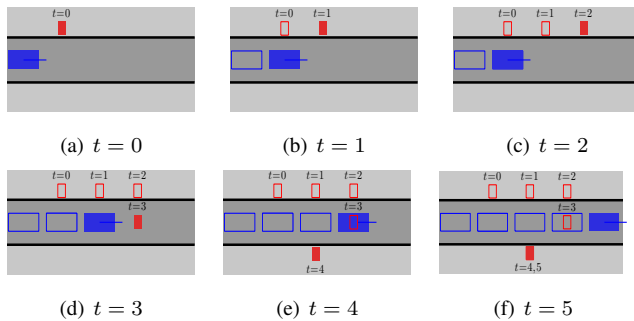 t=0
(a) t = 0
t=0 t=1
(b) t = 1
t=0 t=1 t=2
(c) t = 2
t=0 t=1 t=2
t=3
(d) t = 3
t=0 t=1 t=2
t=3
t=4
(e) t = 4
t=0 t=1 t=2
t=3
t=4,5
(f) t = 5